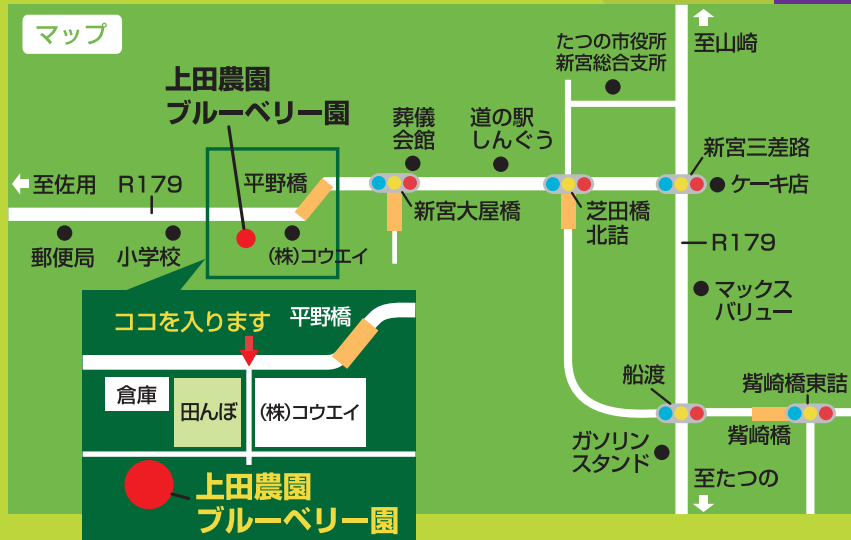 マップ
至山崎
たつの市役所
新宮総合支所
上田農園
ブルーベリー園
葬儀
会館
道の駅
しんぐう
新宮三差路
至佐用
R179
平野橋
ケーキ店
新宮大屋橋
芝田橋
北詰
R179
郵便局
小学校
(株)コウエイ
マックス
バリュー
ココを入ります
平野橋
船渡
觜崎橋東詰
倉庫
田んぼ
(株)コウエイ
觜崎橋
ガソリン
スタンド
至たつの
上田農園
ブルーベリー園